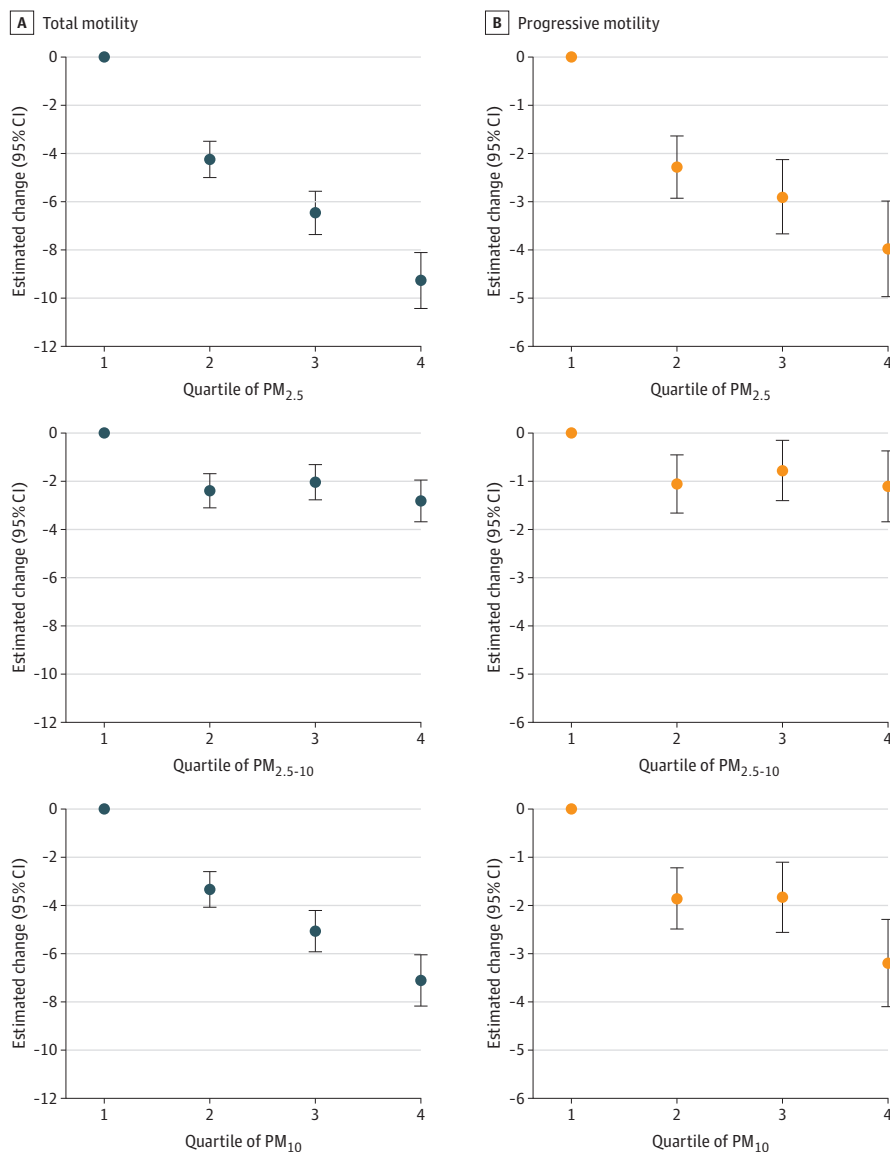 A Total motility
0
-2
-4
-6
-8
-10
-12
Estimated change (95% CI)
1 2 3 4
Quartile of PM2.5
B Progressive motility
0
-1
-2
-3
-4
-5
-6
Estimated change (95% CI)
1 2 3 4
Quartile of PM2.5
0
-2
-4
-6
-8
-10
-12
Estimated change (95% CI)
1 2 3 4
Quartile of PM2.5-10
0
-1
-2
-3
-4
-5
-6
Estimated change (95% CI)
1 2 3 4
Quartile of PM2.5-10
0
-2
-4
-6
-8
-10
-12
Estimated change (95% CI)
1 2 3 4
Quartile of PM10
0
-1
-2
-3
-4
-5
-6
Estimated change (95% CI)
1 2 3 4
Quartile of PM10